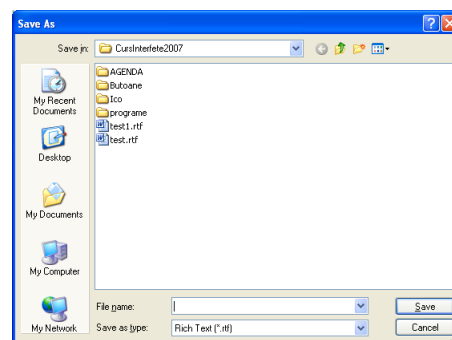 Save As
Save in:
CursInterfete2007
AGENDA
Butoane
Ico
programe
test1.rtf
test.rtf
My Recent
Documents
Desktop
My Documents
My Computer
My Network
File name:
Save
Save as type:
Rich Text (*.rtf)
Cancel